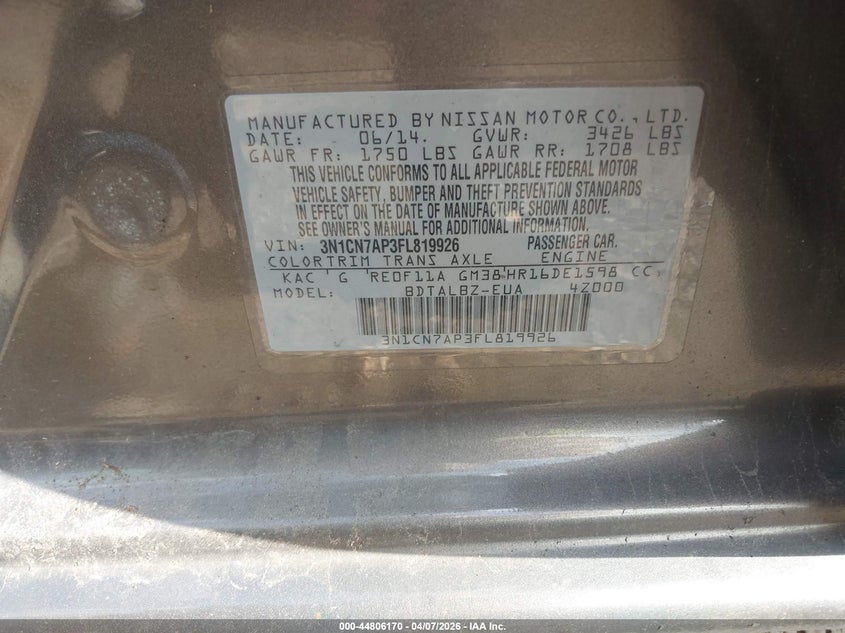 MANUFACTURED BY NISSAN MOTOR CO., LTD.
DATE: 06/14. GVWR: 3426 LBS
GAWR FR: 1750 LBS GAWR RR: 1708 LBS
THIS VEHICLE CONFORMS TO ALL APPLICABLE FEDERAL MOTOR
VEHICLE SAFETY, BUMPER AND THEFT PREVENTION STANDARDS
IN EFFECT ON THE DATE OF MANUFACTURE SHOWN ABOVE.
SEE OWNER'S MANUAL FOR ADDITIONAL INFORMATION.
VIN: 3N1CN7AP3FL819926 PASSENGER CAR.
COLOR TRIM TRANS AXLE ENGINE
KAC G RE0F11A GM38 HR16DE1598 CC
MODEL: BDTALBZ-EUA 4Z000
3N1CN7AP3FL819926
000-44806170 - 04/07/2026 - IAA Inc.